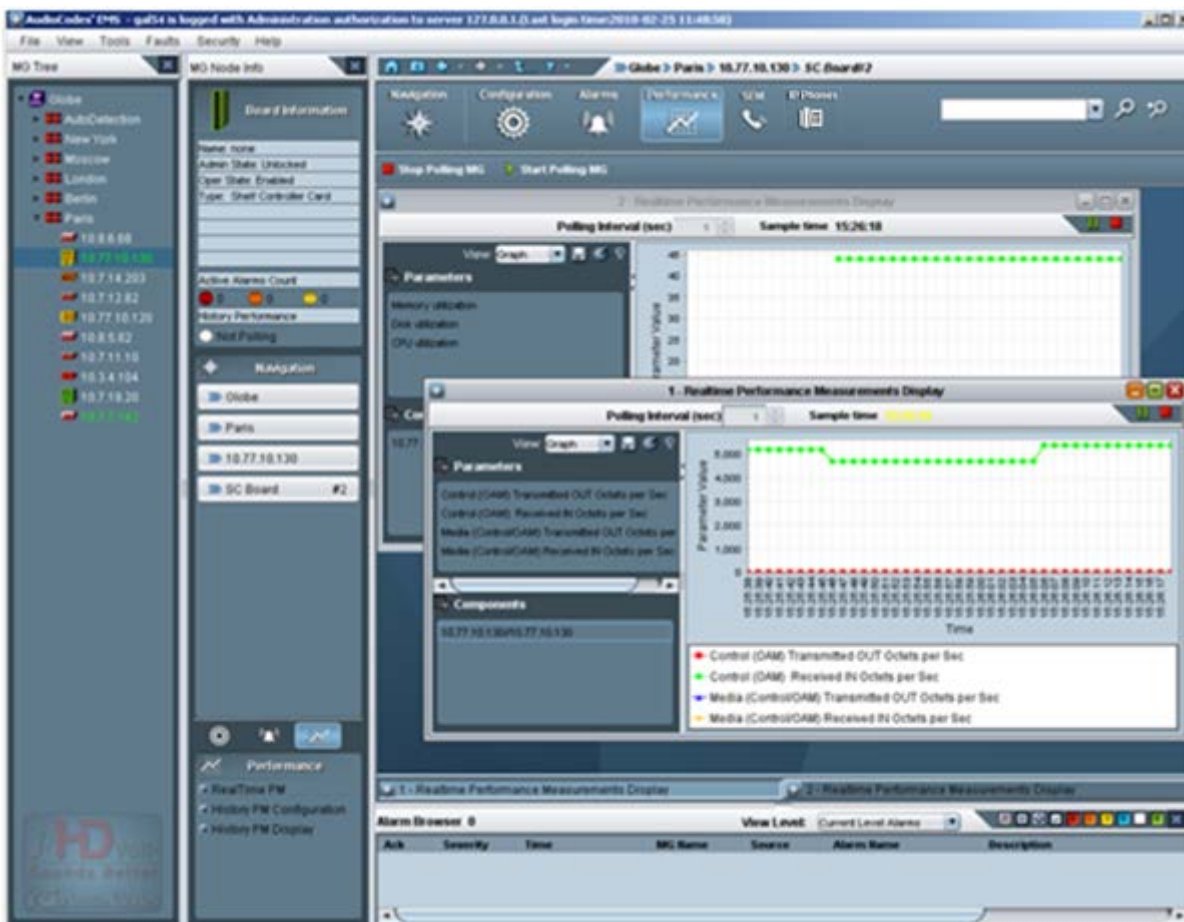 AudioCodes' EMS - gal54 is logged with Administration authorization to server 127.0.0.1.(Last login time:2010-02-25 11:48:58)
File View Tools Faults Security Help
MG Tree
Globe
AutoDetection
New York
Moscow
London
Berlin
Paris
10.8.6.60
10.77.10.130
10.7.14.203
10.7.12.82
10.77.10.120
10.8.5.82
10.7.11.10
10.3.4.104
10.7.19.20
HD VoIP
Sounds Better
MG Node Info
Board Information
Name: none
Admin State: Unlocked
Oper State: Enabled
Type: Shelf Controller Card
Active Alarms Count
0 0 0
History Performance
Not Polling
Navigation
Globe
Paris
10.77.10.130
SC Board #2
Performance
RealTime PM
History PM Configuration
History PM Display
Globe > Paris > 10.77.10.130 > SC Board#2
Navigation Configuration Alarms Performance SEM IP Phones
Stop Polling MG Start Polling MG
2 - Realtime Performance Measurements Display
Polling Interval (sec) 1 Sample time 15:26:18
View: Graph
Parameters
Memory utilization
Disk utilization
CPU utilization
10.77
Parameter Value
45
40
35
30
25
20
1 - Realtime Performance Measurements Display
Polling Interval (sec) 1 Sample time
View: Graph
Parameters
Control (OAM) Transmitted OUT Octets per Sec
Control (OAM) Received IN Octets per Sec
Media (Control/OAM) Transmitted OUT Octets per
Media (Control/OAM) Received IN Octets per Sec
Components
10.77.10.130/10.77.10.130
Parameter Value
5,000
4,000
3,000
2,000
1,000
0
Time
Control (OAM) Transmitted OUT Octets per Sec
Control (OAM) Received IN Octets per Sec
Media (Control/OAM) Transmitted OUT Octets per Sec
Media (Control/OAM) Received IN Octets per Sec
1 - Realtime Performance Measurements Display
2 - Realtime Performance Measurements Display
Alarm Browser 0 View Level: Current Level Alarms
Ack Severity Time MG Name Source Alarm Name Description